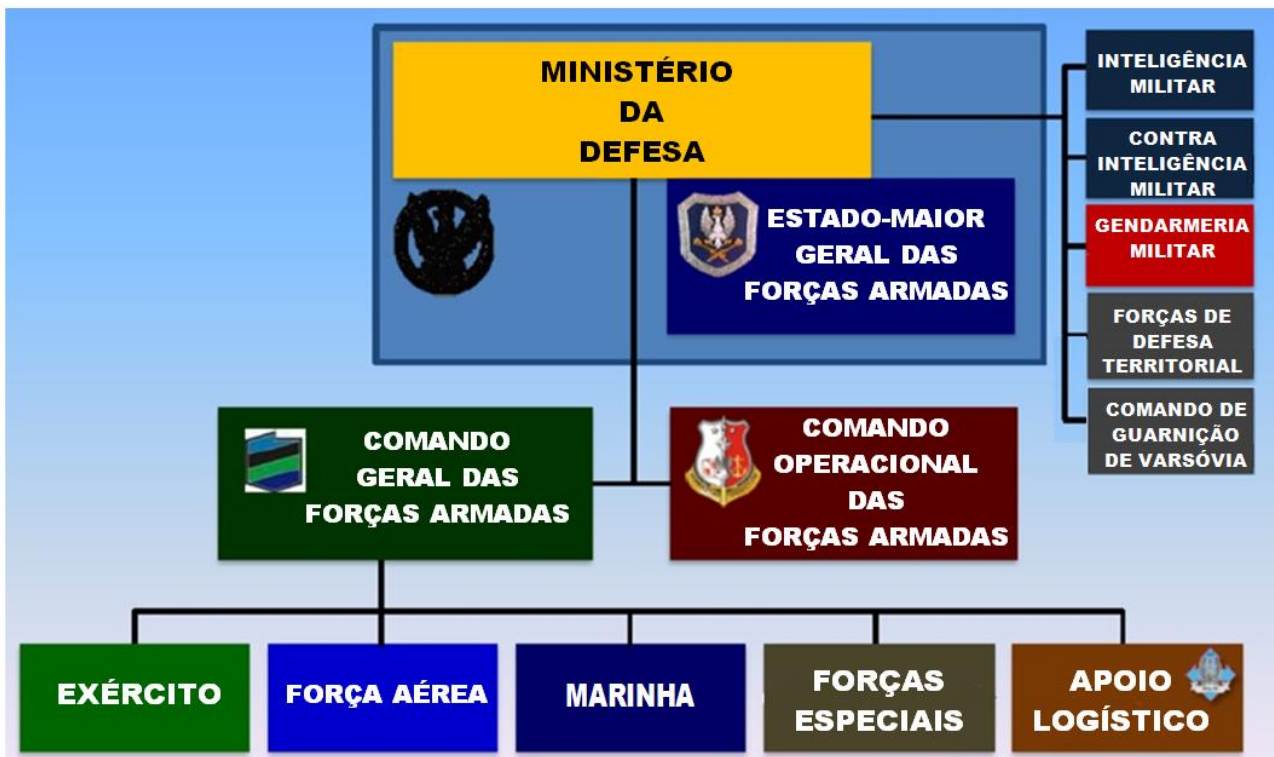 MINISTÉRIO
DA
DEFESA
ESTADO-MAIOR
GERAL DAS
FORÇAS ARMADAS
INTELIGÊNCIA
MILITAR
CONTRA
INTELIGÊNCIA
MILITAR
GENDARMERIA
MILITAR
FORÇAS DE
DEFESA
TERRITORIAL
COMANDO DE
GUARNIÇÃO
DE VARSÓVIA
COMANDO
GERAL DAS
FORÇAS ARMADAS
COMANDO
OPERACIONAL
DAS
FORÇAS ARMADAS
EXÉRCITO
FORÇA AÉREA
MARINHA
FORÇAS
ESPECIAIS
APOIO
LOGÍSTICO